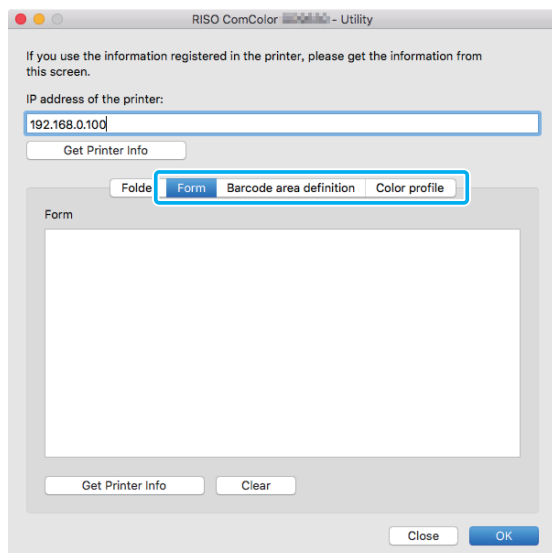 RISO ComColor - Utility
If you use the information registered in the printer, please get the information from
this screen.
IP address of the printer:
192.168.0.100
Get Printer Info
Folde Form Barcode area definition Color profile
Form
Get Printer Info Clear
Close OK